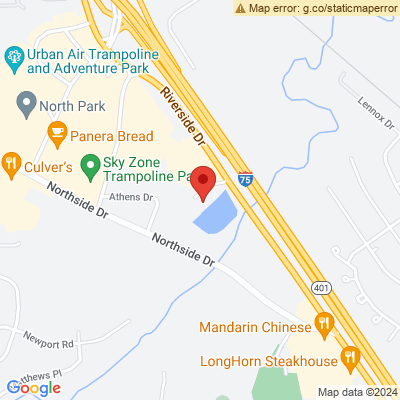 Map error: g.co/staticmaperror
Urban Air Trampoline
and Adventure Park
Riverside Dr
North Park
Lennox Dr
Panera Bread
Culver's
Sky Zone
Trampoline Pa
75
Athens Dr
Northside Dr
Northside Dr
401
Mandarin Chinese
Newport Rd
LongHorn Steakhouse
tthews Pl
Google
Map data ©2024